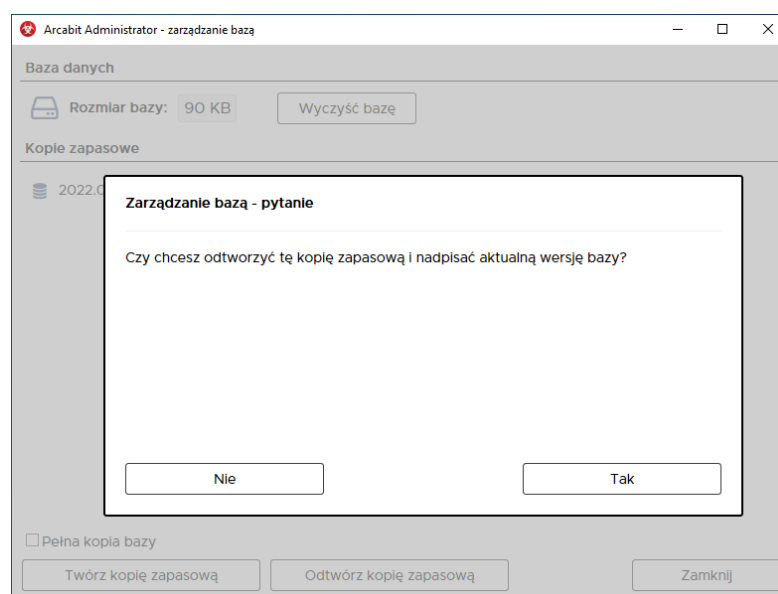 Arcabit Administrator - zarządzanie bazą
Baza danych
Rozmiar bazy: 90 KB Wyczyść bazę
Kopie zapasowe
2022.0
Zarządzanie bazą - pytanie
Czy chcesz odtworzyć tę kopię zapasową i nadpisać aktualną wersję bazy?
Nie Tak
Pełna kopia bazy
Twórz kopię zapasową Odtwórz kopię zapasową Zamknij